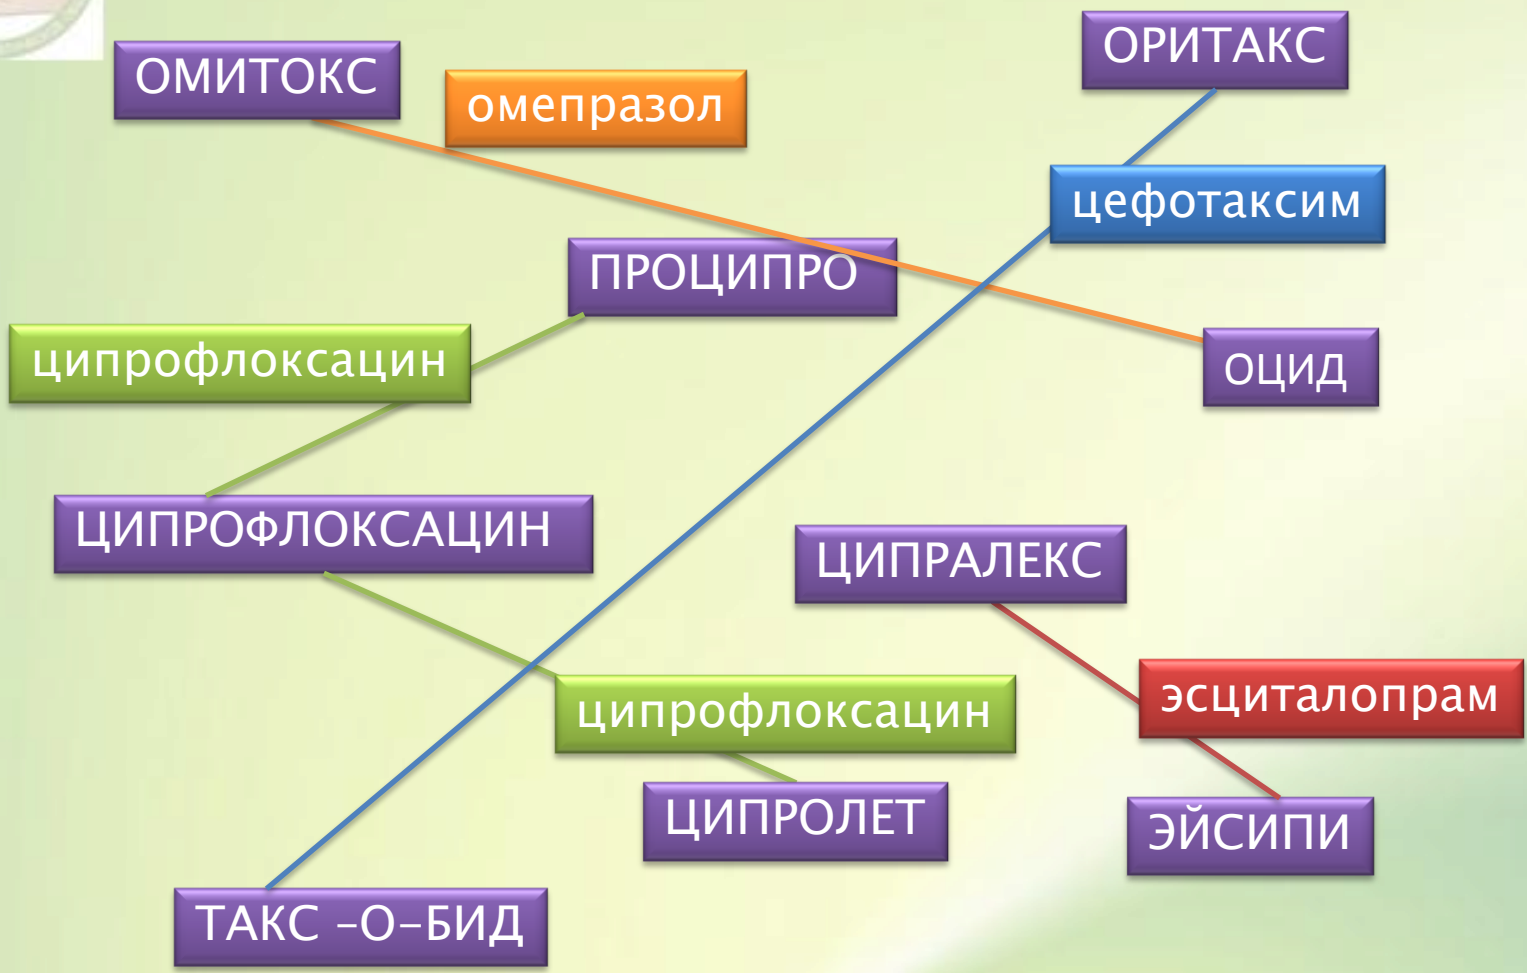 ОМИТОКС
омепразол
ОРИТАКС
цефотаксим
ПРОЦИПРО
ципрофлоксацин
ОЦИД
ЦИПРОФЛОКСАЦИН
ЦИПРАЛЕКС
ципрофлоксацин
эсциталопрам
ЦИПРОЛЕТ
ЭЙСИПИ
ТАКС -О-БИД